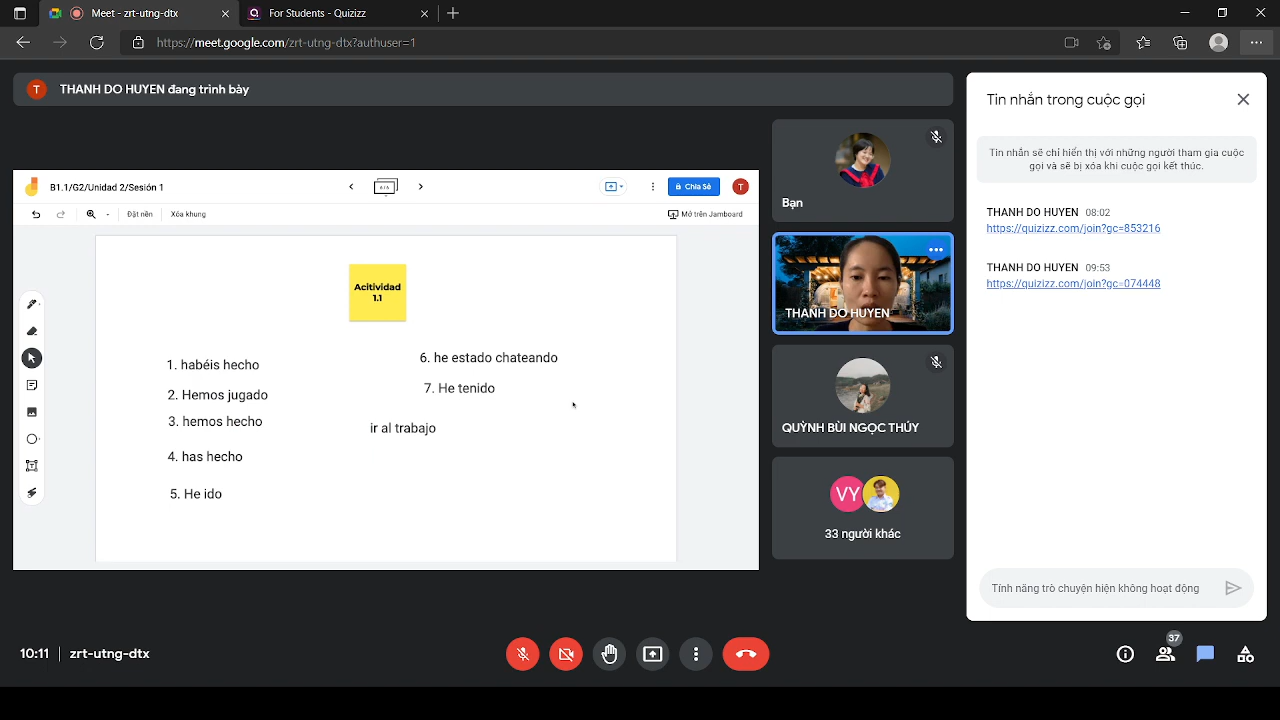 Meet - zrt-utng-dtx
For Students - Quizizz
https://meet.google.com/zrt-utng-dtx?authuser=1
T THANH DO HUYEN đang trình bày
B1.1/G2/Unidad 2/Sesión 1
6/8
Chia Sẻ
T
Đặt nền
Xóa khung
Mở trên Jamboard
Acitividad
1.1
1. habéis hecho
2. Hemos jugado
3. hemos hecho
4. has hecho
5. He ido
6. he estado chateando
7. He tenido
ir al trabajo
Bạn
THANH DO HUYEN
QUỲNH BÙI NGỌC THÚY
VY
33 người khác
Tin nhắn trong cuộc gọi
Tin nhắn sẽ chỉ hiển thị với những người tham gia cuộc
gọi và sẽ bị xóa khi cuộc gọi kết thúc.
THANH DO HUYEN 08:02
https://quizizz.com/join?gc=853216
THANH DO HUYEN 09:53
https://quizizz.com/join?gc=074448
Tính năng trò chuyện hiện không hoạt động
10:11 | zrt-utng-dtx
37